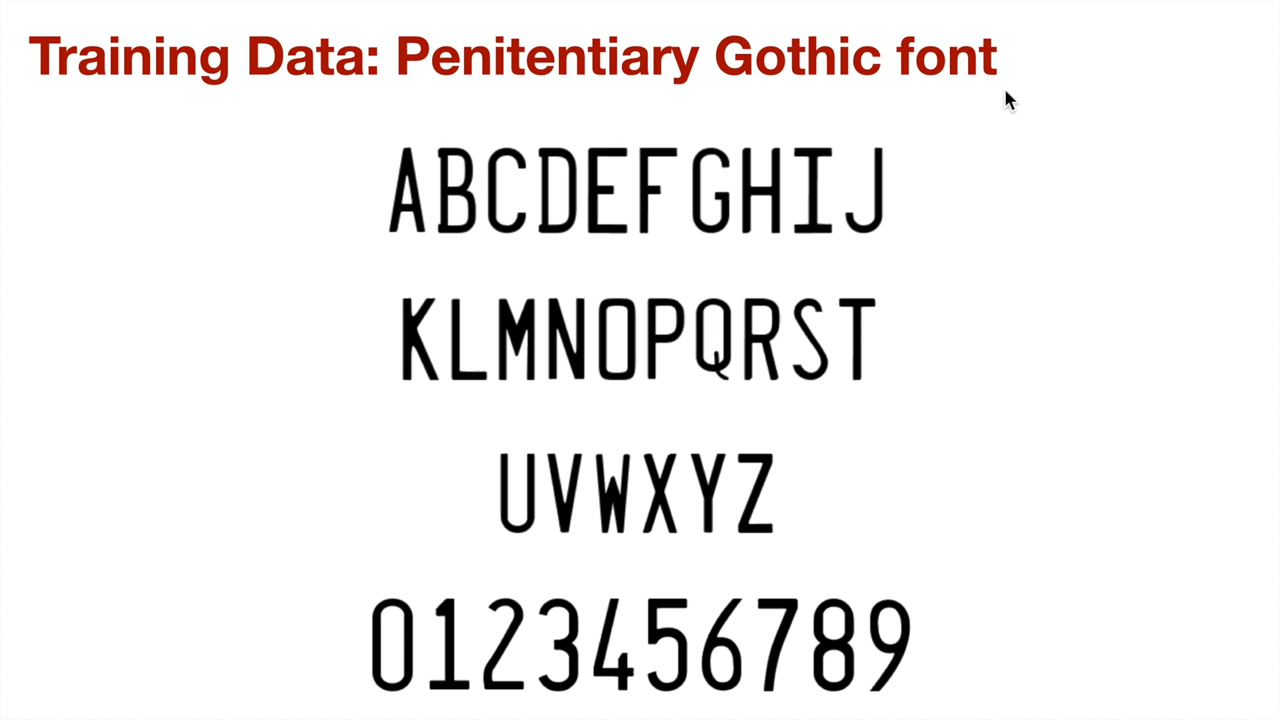 Training Data: Penitentiary Gothic font
ABCDEFGHIJ
KLMNOPQRST
UVWXYZ
0123456789